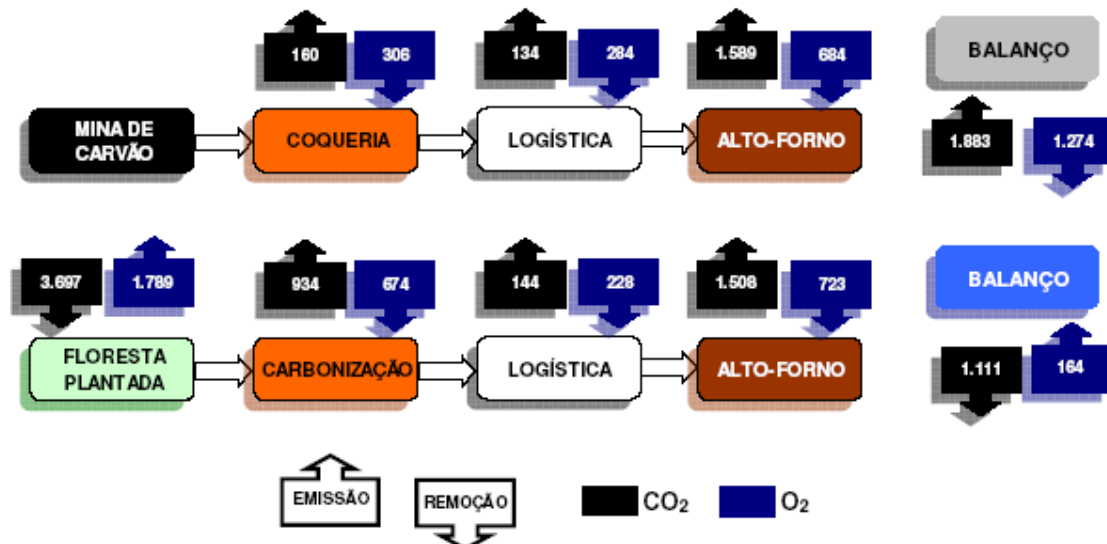 160
306
134
284
1.589
684
BALANÇO
MINA DE
CARVÃO
COQUERIA
LOGÍSTICA
ALTO-FORNO
1.883
1.274
3.697
1.789
934
674
144
228
1.508
723
BALANÇO
FLORESTA
PLANTADA
CARBONIZAÇÃO
LOGÍSTICA
ALTO-FORNO
1.111
164
EMISSÃO
REMOÇÃO
CO₂
O₂